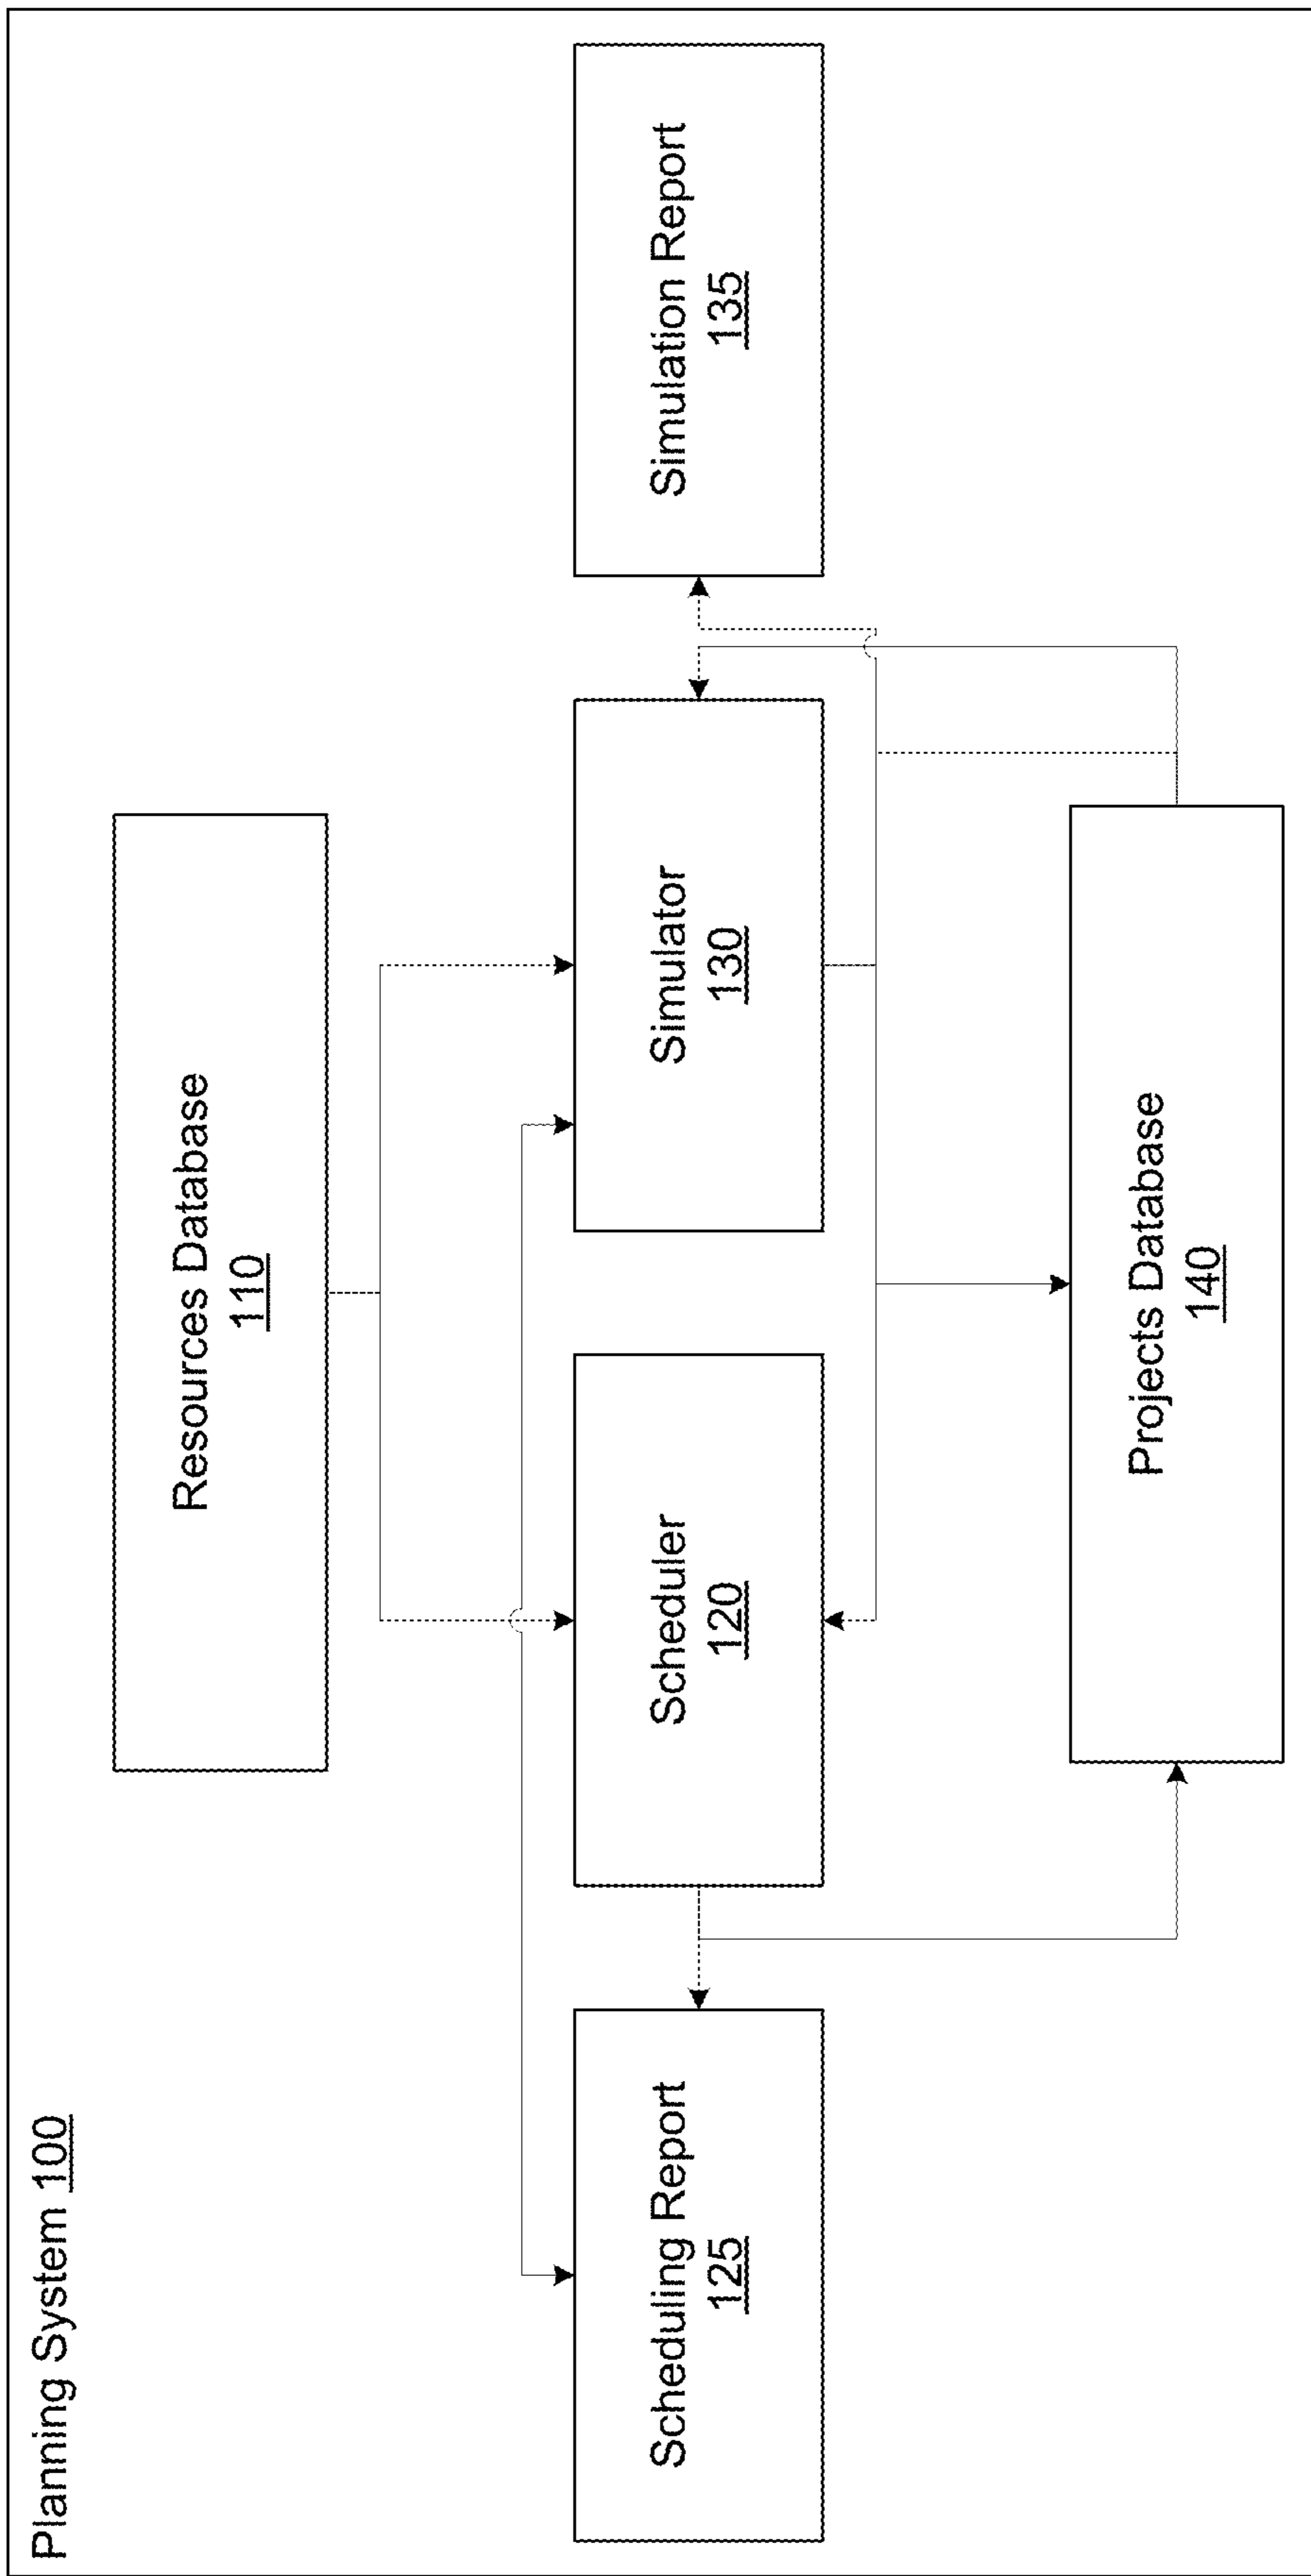 Planning System 100
Resources Database
110
Scheduling Report
125
Scheduler
120
Simulator
130
Simulation Report
135
Projects Database
140